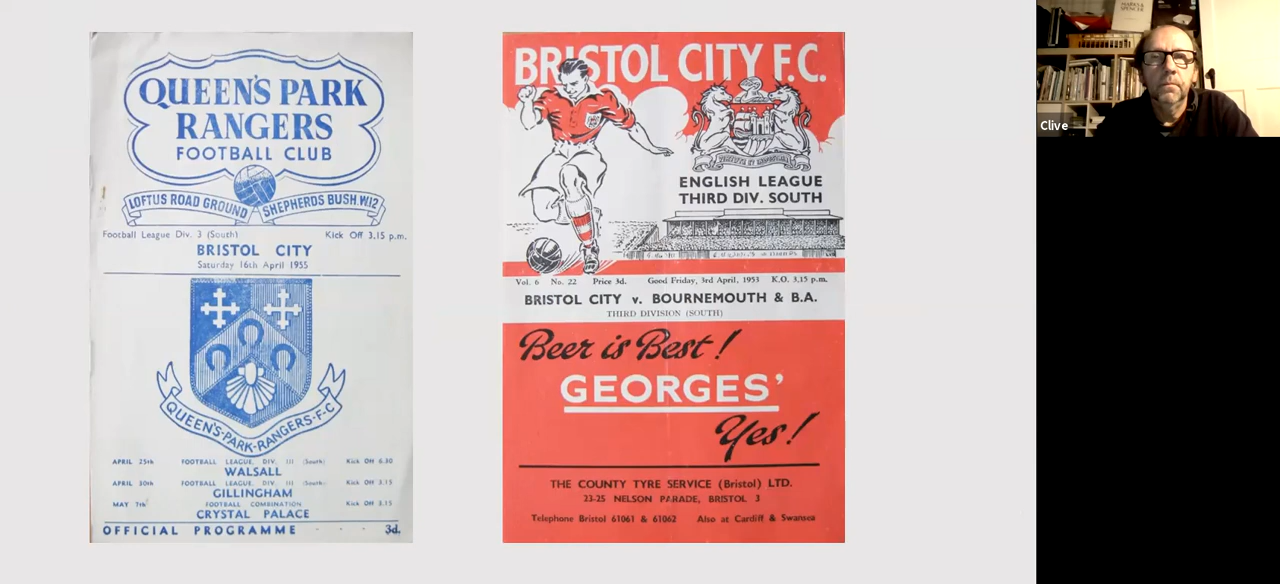 QUEEN'S PARK
RANGERS
FOOTBALL CLUB
LOFTUS ROAD GROUND SHEPHERDS BUSH. W.12
Football League Div. 3 (South) Kick Off 3.15 p.m.
BRISTOL CITY
Saturday 16th April 1955
QUEEN'S-PARK-RANGERS-F-C
APRIL 25th FOOTBALL LEAGUE, DIV. III (South) Kick Off 6.30
WALSALL
APRIL 30th FOOTBALL LEAGUE, DIV. III (South) Kick Off 3.15
GILLINGHAM
MAY 7th FOOTBALL COMBINATION Kick Off 3.15
CRYSTAL PALACE
OFFICIAL PROGRAMME - - - 3d.
BRISTOL CITY F.C.
ENGLISH LEAGUE
THIRD DIV. SOUTH
Vol. 6 No. 22 Price 3d. Good Friday, 3rd April, 1953 K.O. 3.15 p.m.
BRISTOL CITY v. BOURNEMOUTH & B.A.
THIRD DIVISION (SOUTH)
Beer is Best!
GEORGES'
Yes!
THE COUNTY TYRE SERVICE (Bristol) LTD.
23-25 NELSON PARADE, BRISTOL 3
Telephone Bristol 61061 & 61062 Also at Cardiff & Swansea
Clive